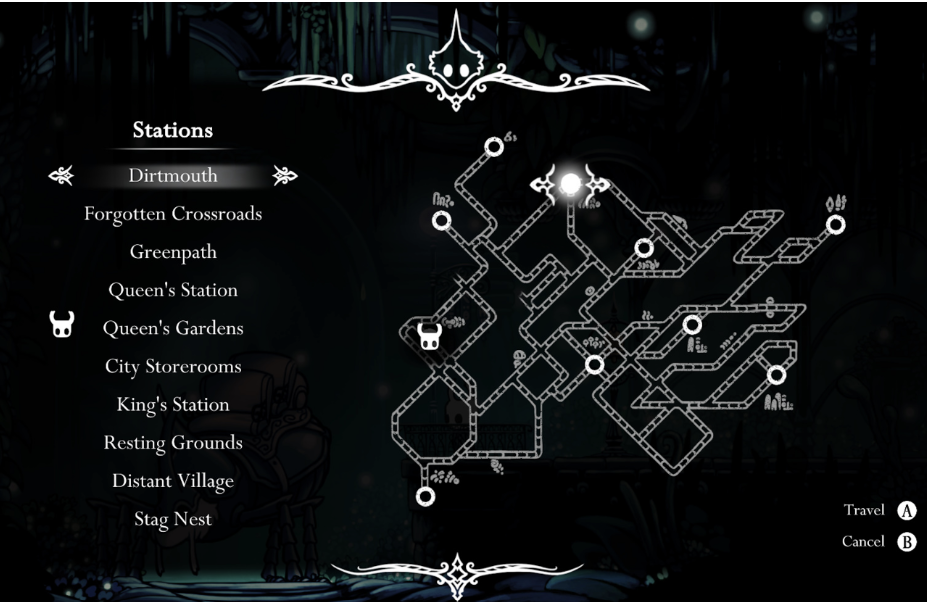 Stations
Dirtmouth
Forgotten Crossroads
Greenpath
Queen's Station
Queen's Gardens
City Storerooms
King's Station
Resting Grounds
Distant Village
Stag Nest
Travel A
Cancel B